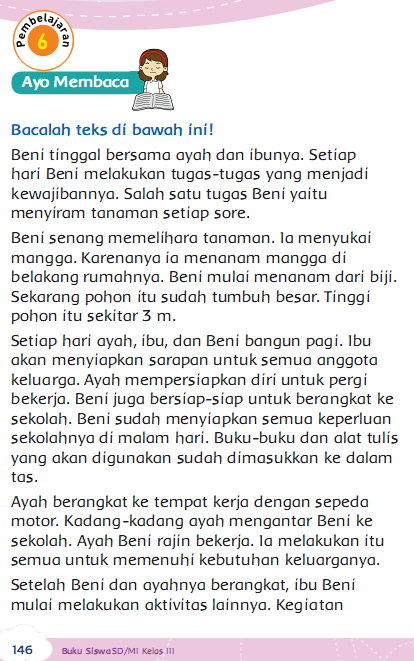 Pembelajaran
6
Ayo Membaca
Bacalah teks di bawah ini!
Beni tinggal bersama ayah dan ibunya. Setiap
hari Beni melakukan tugas-tugas yang menjadi
kewajibannya. Salah satu tugas Beni yaitu
menyiram tanaman setiap sore.
Beni senang memelihara tanaman. Ia menyukai
mangga. Karenanya ia menanam mangga di
belakang rumahnya. Beni mulai menanam dari biji.
Sekarang pohon itu sudah tumbuh besar. Tinggi
pohon itu sekitar 3 m.
Setiap hari ayah, ibu, dan Beni bangun pagi. Ibu
akan menyiapkan sarapan untuk semua anggota
keluarga. Ayah mempersiapkan diri untuk pergi
bekerja. Beni juga bersiap-siap untuk berangkat ke
sekolah. Beni sudah menyiapkan semua keperluan
sekolahnya di malam hari. Buku-buku dan alat tulis
yang akan digunakan sudah dimasukkan ke dalam
tas.
Ayah berangkat ke tempat kerja dengan sepeda
motor. Kadang-kadang ayah mengantar Beni ke
sekolah. Ayah Beni rajin bekerja. Ia melakukan itu
semua untuk memenuhi kebutuhan keluarganya.
Setelah Beni dan ayahnya berangkat, ibu Beni
mulai melakukan aktivitas lainnya. Kegiatan
146 Buku Siswa SD/MI Kelas III